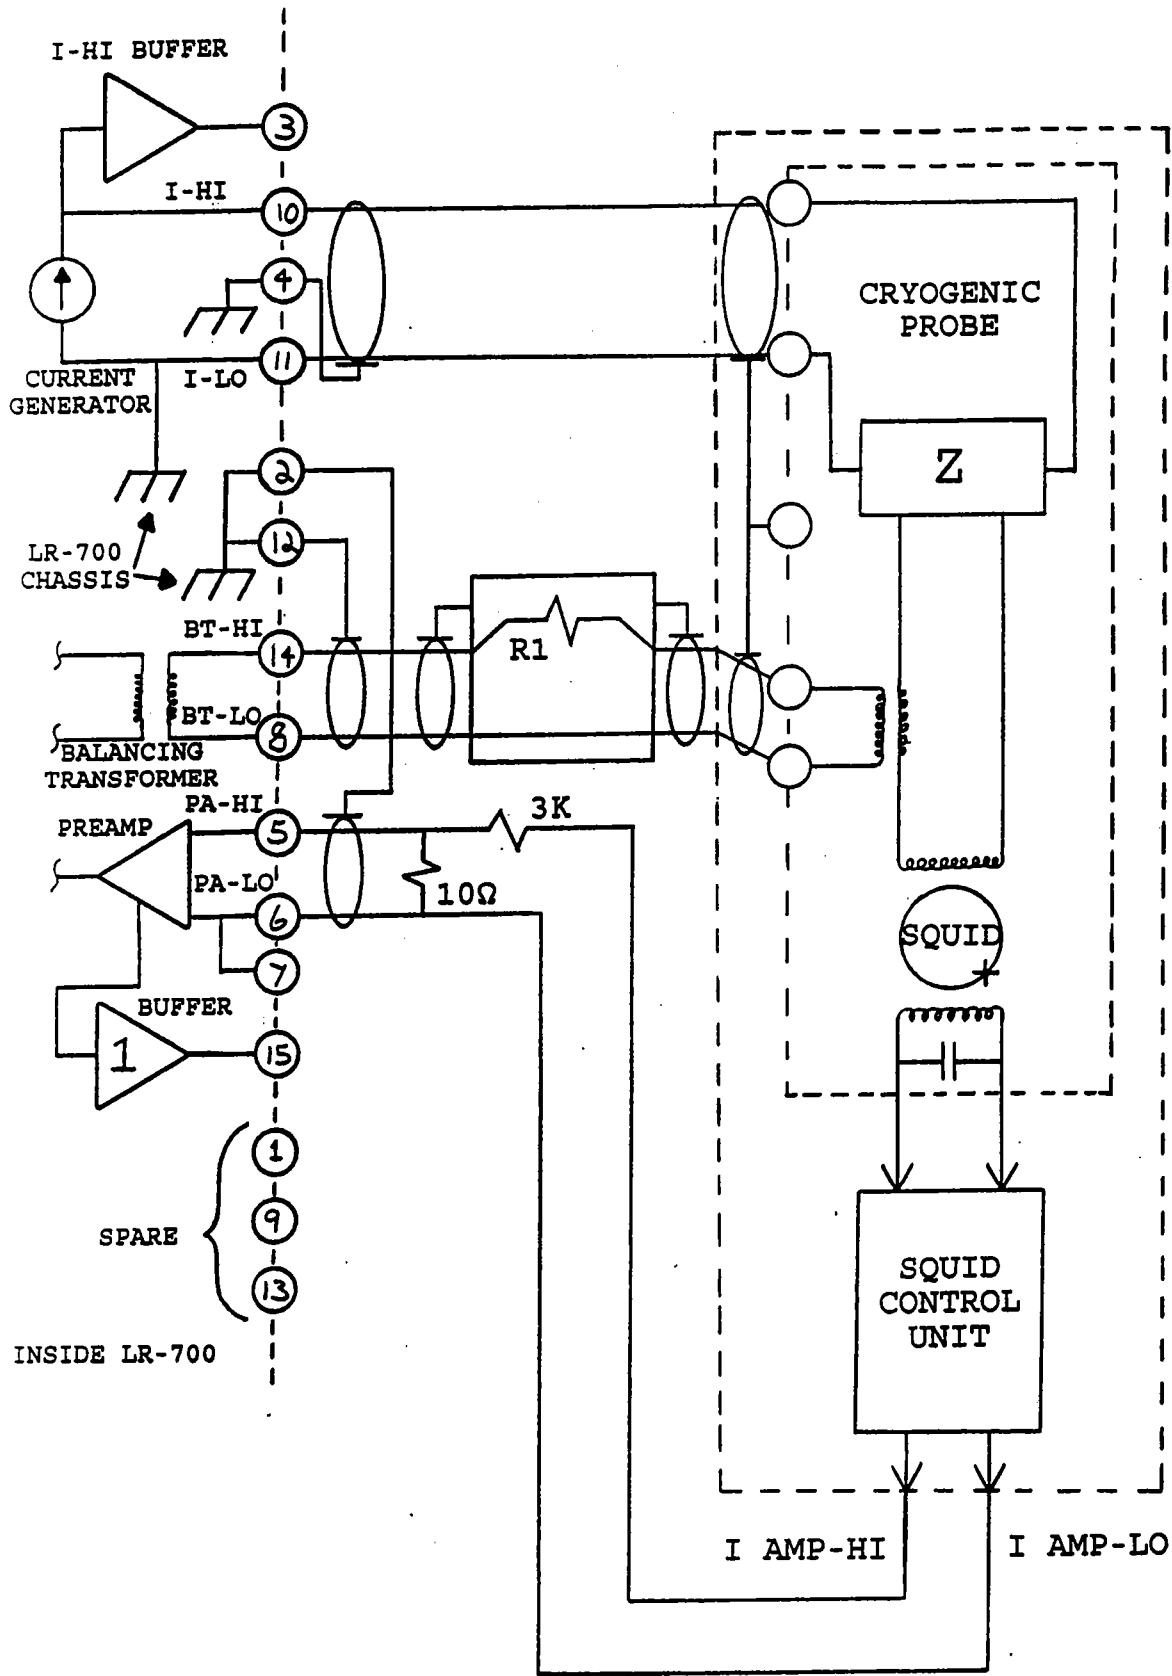 I-HI BUFFER
3
I-HI
10
4
11
I-LO
CURRENT
GENERATOR
CRYOGENIC
PROBE
Z
2
12
LR-700
CHASSIS
BT-HI
14
R1
BT-LO
8
BALANCING
TRANSFORMER
PA-HI
5
3K
PREAMP
PA-LO
10Ω
6
7
SQUID
BUFFER
1
15
1
9
SPARE
13
SQUID
CONTROL
UNIT
INSIDE LR-700
I AMP-HI
I AMP-LO